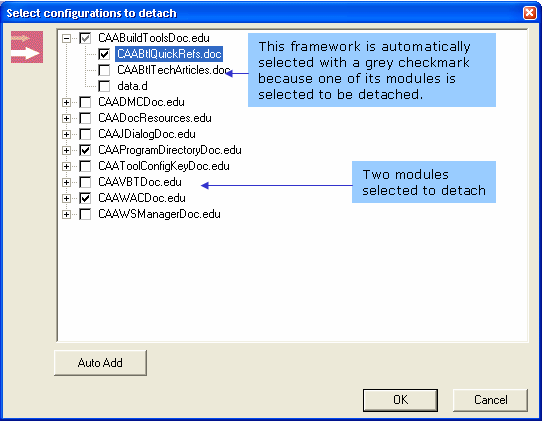 Select configurations to detach
CAABuildToolsDoc.edu
CAABtlQuickRefs.doc
CAABtlTechArticles.doc
data.d
This framework is automatically
selected with a grey checkmark
because one of its modules is
selected to be detached.
CAADMCDoc.edu
CAADocResources.edu
CAAJDialogDoc.edu
CAAProgramDirectoryDoc.edu
CAAToolConfigKeyDoc.edu
CAAVBTDoc.edu
CAAWACDoc.edu
CAAWSManagerDoc.edu
Two modules
selected to detach
Auto Add
OK
Cancel